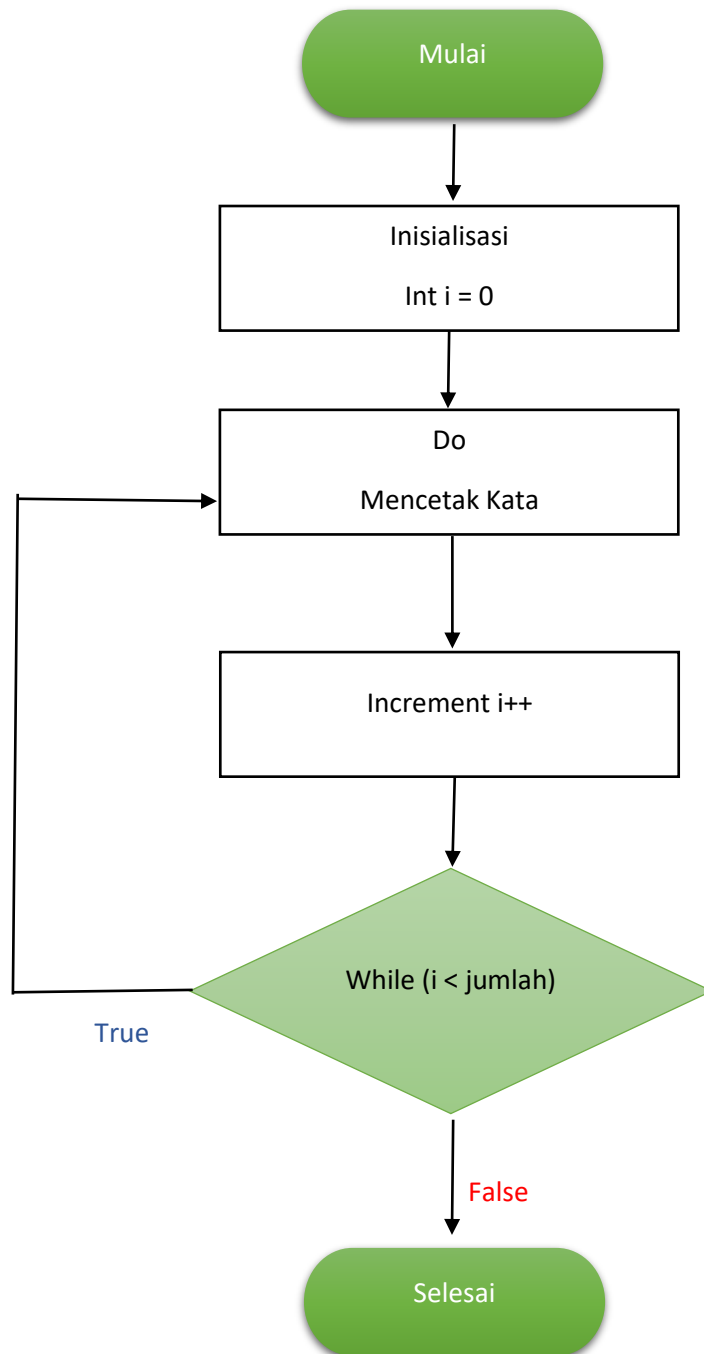 Mulai
Inisialisasi
Int i = 0
Do
Mencetak Kata
Increment i++
While (i < jumlah)
True
False
Selesai